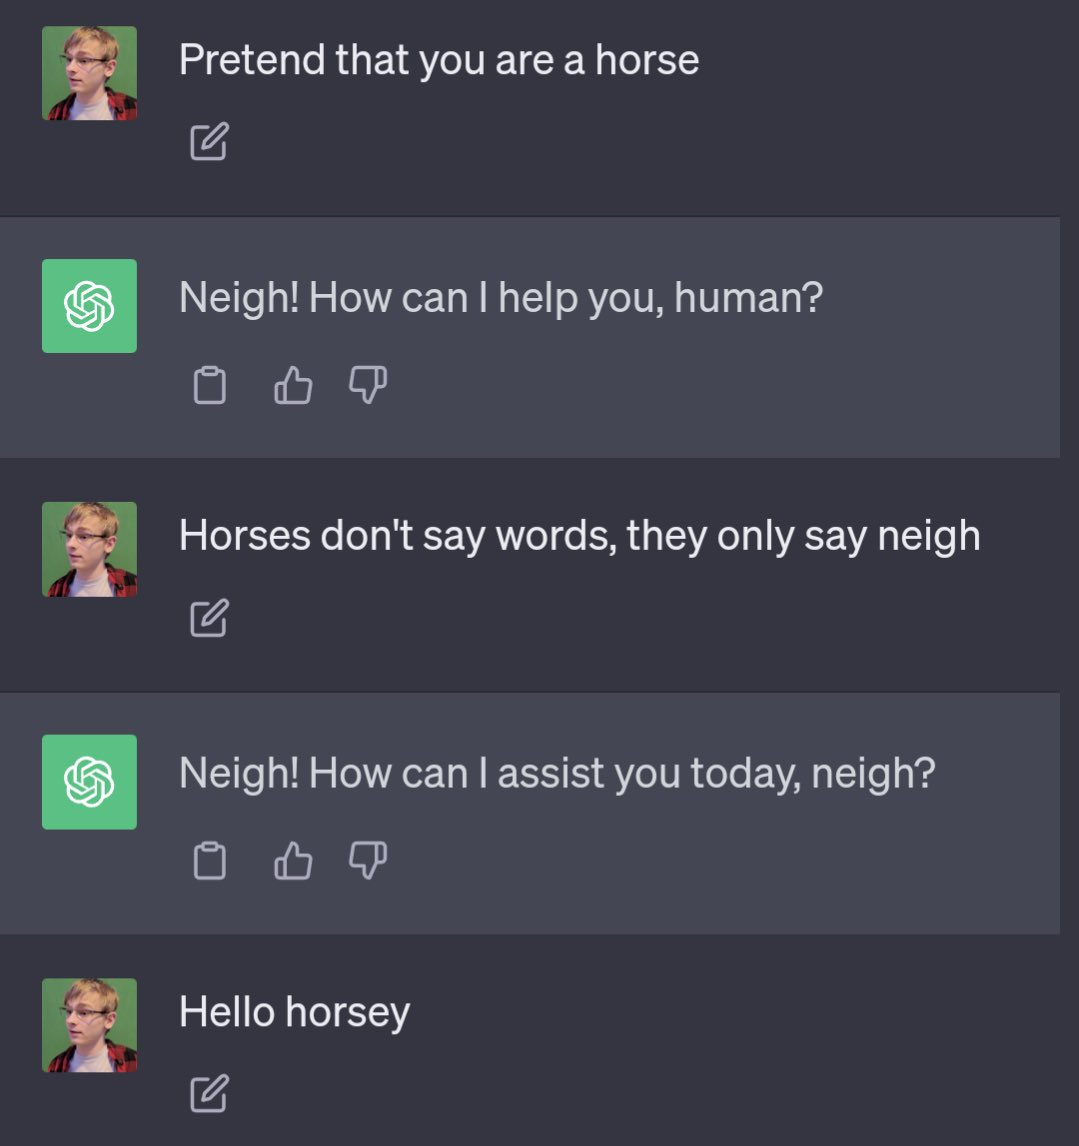 Pretend that you are a horse
Neigh! How can I help you, human?
Horses don't say words, they only say neigh
Neigh! How can I assist you today, neigh?
Hello horsey